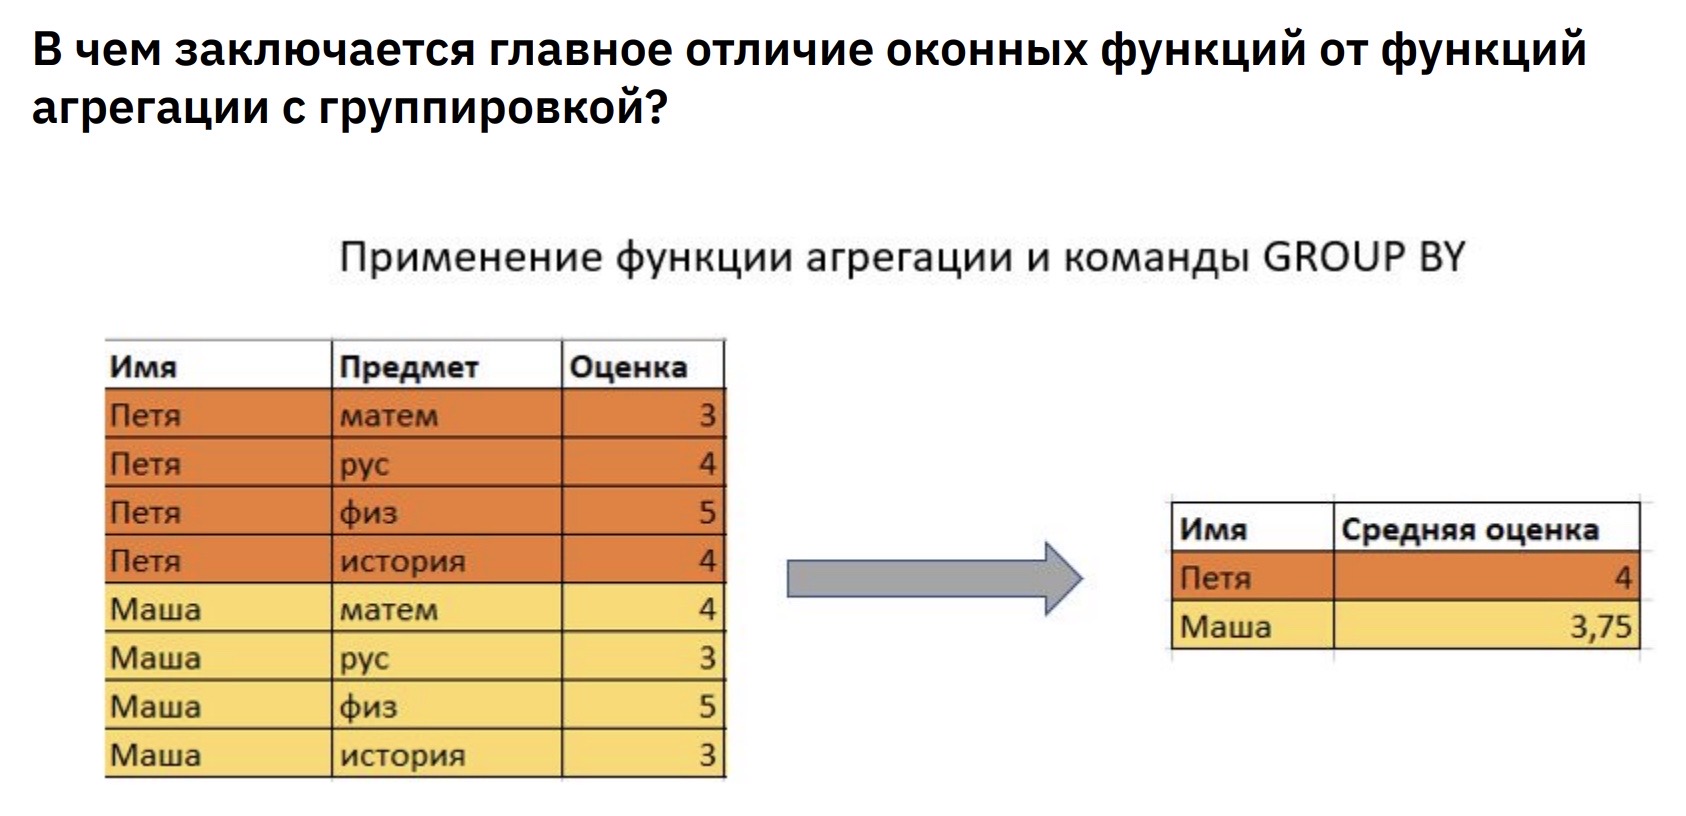 В чем заключается главное отличие оконных функций от функций
агрегации с группировкой?
Применение функции агрегации и команды GROUP BY
Имя Предмет Оценка
Петя матем 3
Петя рус 4
Петя физ 5
Петя история 4
Маша матем 4
Маша рус 3
Маша физ 5
Маша история 3
Имя Средняя оценка
Петя 4
Маша 3,75